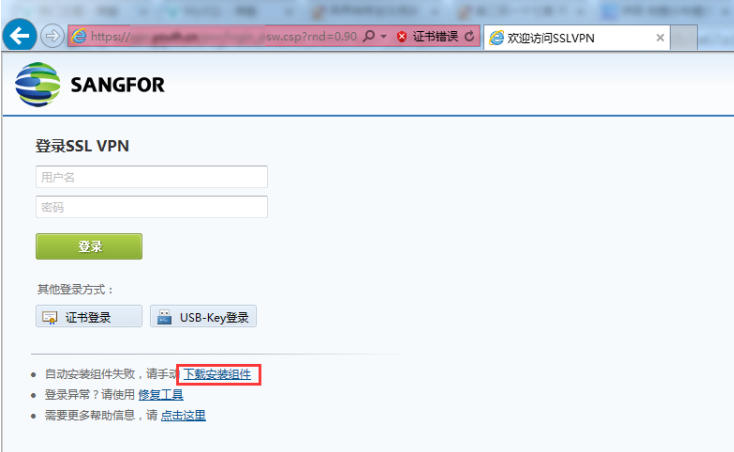 https://
sw.csp?rnd=0.90
证书错误
欢迎访问SSLVPN
SANGFOR
登录SSL VPN
用户名
密码
登录
其他登录方式：
证书登录
USB-Key登录
自动安装组件失败，请手动 下载安装组件
登录异常？请使用 修复工具
需要更多帮助信息，请 点击这里